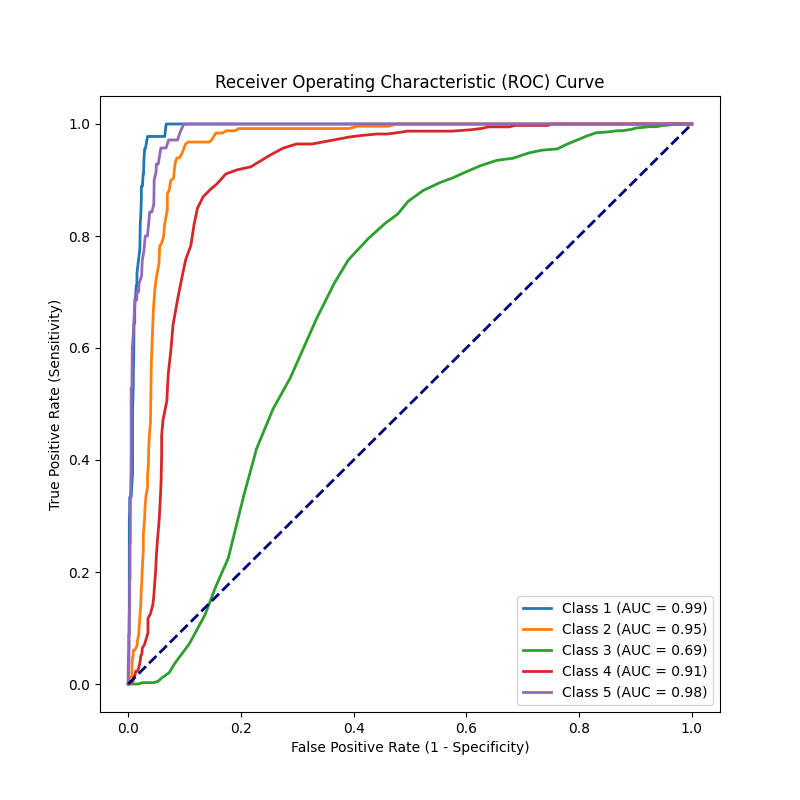 Receiver Operating Characteristic (ROC) Curve
True Positive Rate (Sensitivity)
1.0
0.8
0.6
0.4
0.2
0.0
Class 1 (AUC = 0.99)
Class 2 (AUC = 0.95)
Class 3 (AUC = 0.69)
Class 4 (AUC = 0.91)
Class 5 (AUC = 0.98)
0.0 0.2 0.4 0.6 0.8 1.0
False Positive Rate (1 - Specificity)